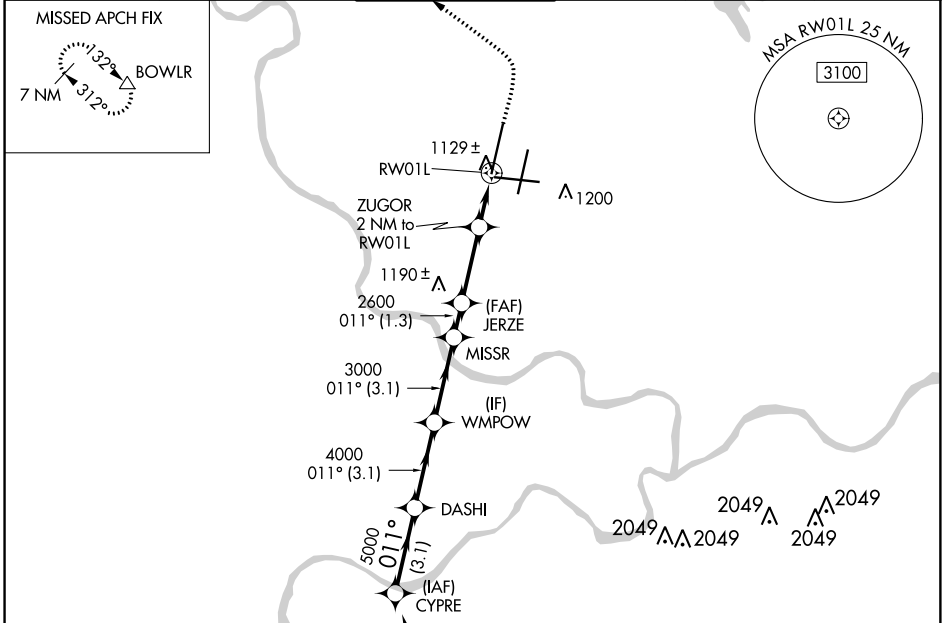 MISSED APCH FIX
132°
BOWLR
7 NM
312°
MSA RW01L 25 NM
3100
1129 ±
RW01L
1200
ZUGOR
2 NM to
RW01L
1190 ±
2600
011° (1.3)
(FAF)
JERZE
MISSR
3000
011° (3.1)
(IF)
WMPOW
4000
011° (3.1)
DASHI
2049
2049
2049
2049
2049
5000
011°
(3.1)
(IAF)
CYPRE